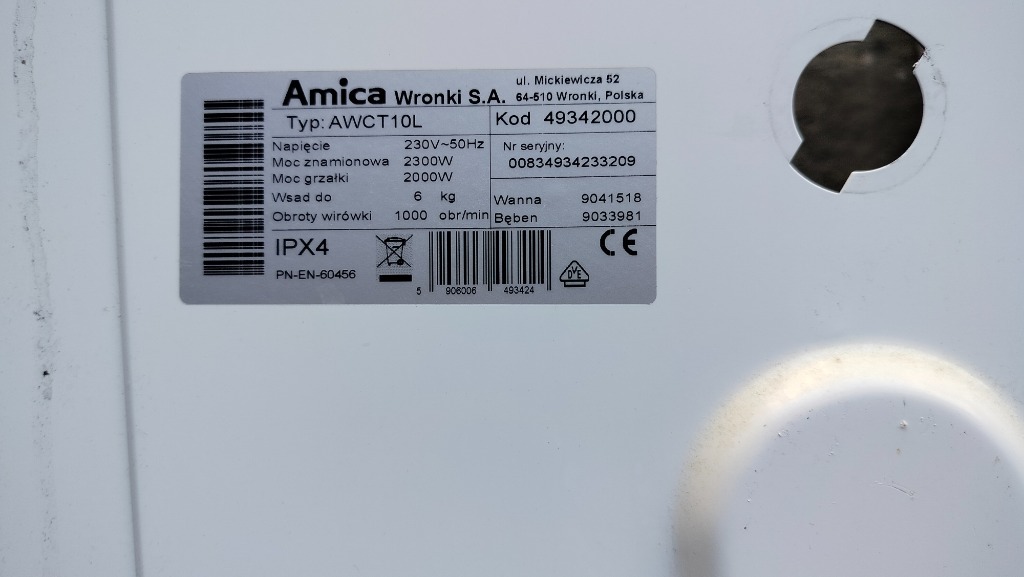 Amica Wronki S.A.
ul. Mickiewicza 52
64-510 Wronki, Polska
Typ: AWCT10L
Kod 49342000
Napięcie 230V~50Hz
Moc znamionowa 2300W
Moc grzałki 2000W
Wsad do 6 kg
Obroty wirówki 1000 obr/min
Nr seryjny:
00834934233209
Wanna 9041518
Bęben 9033981
IPX4
PN-EN-60456
5 906006 493424
DVE
CE